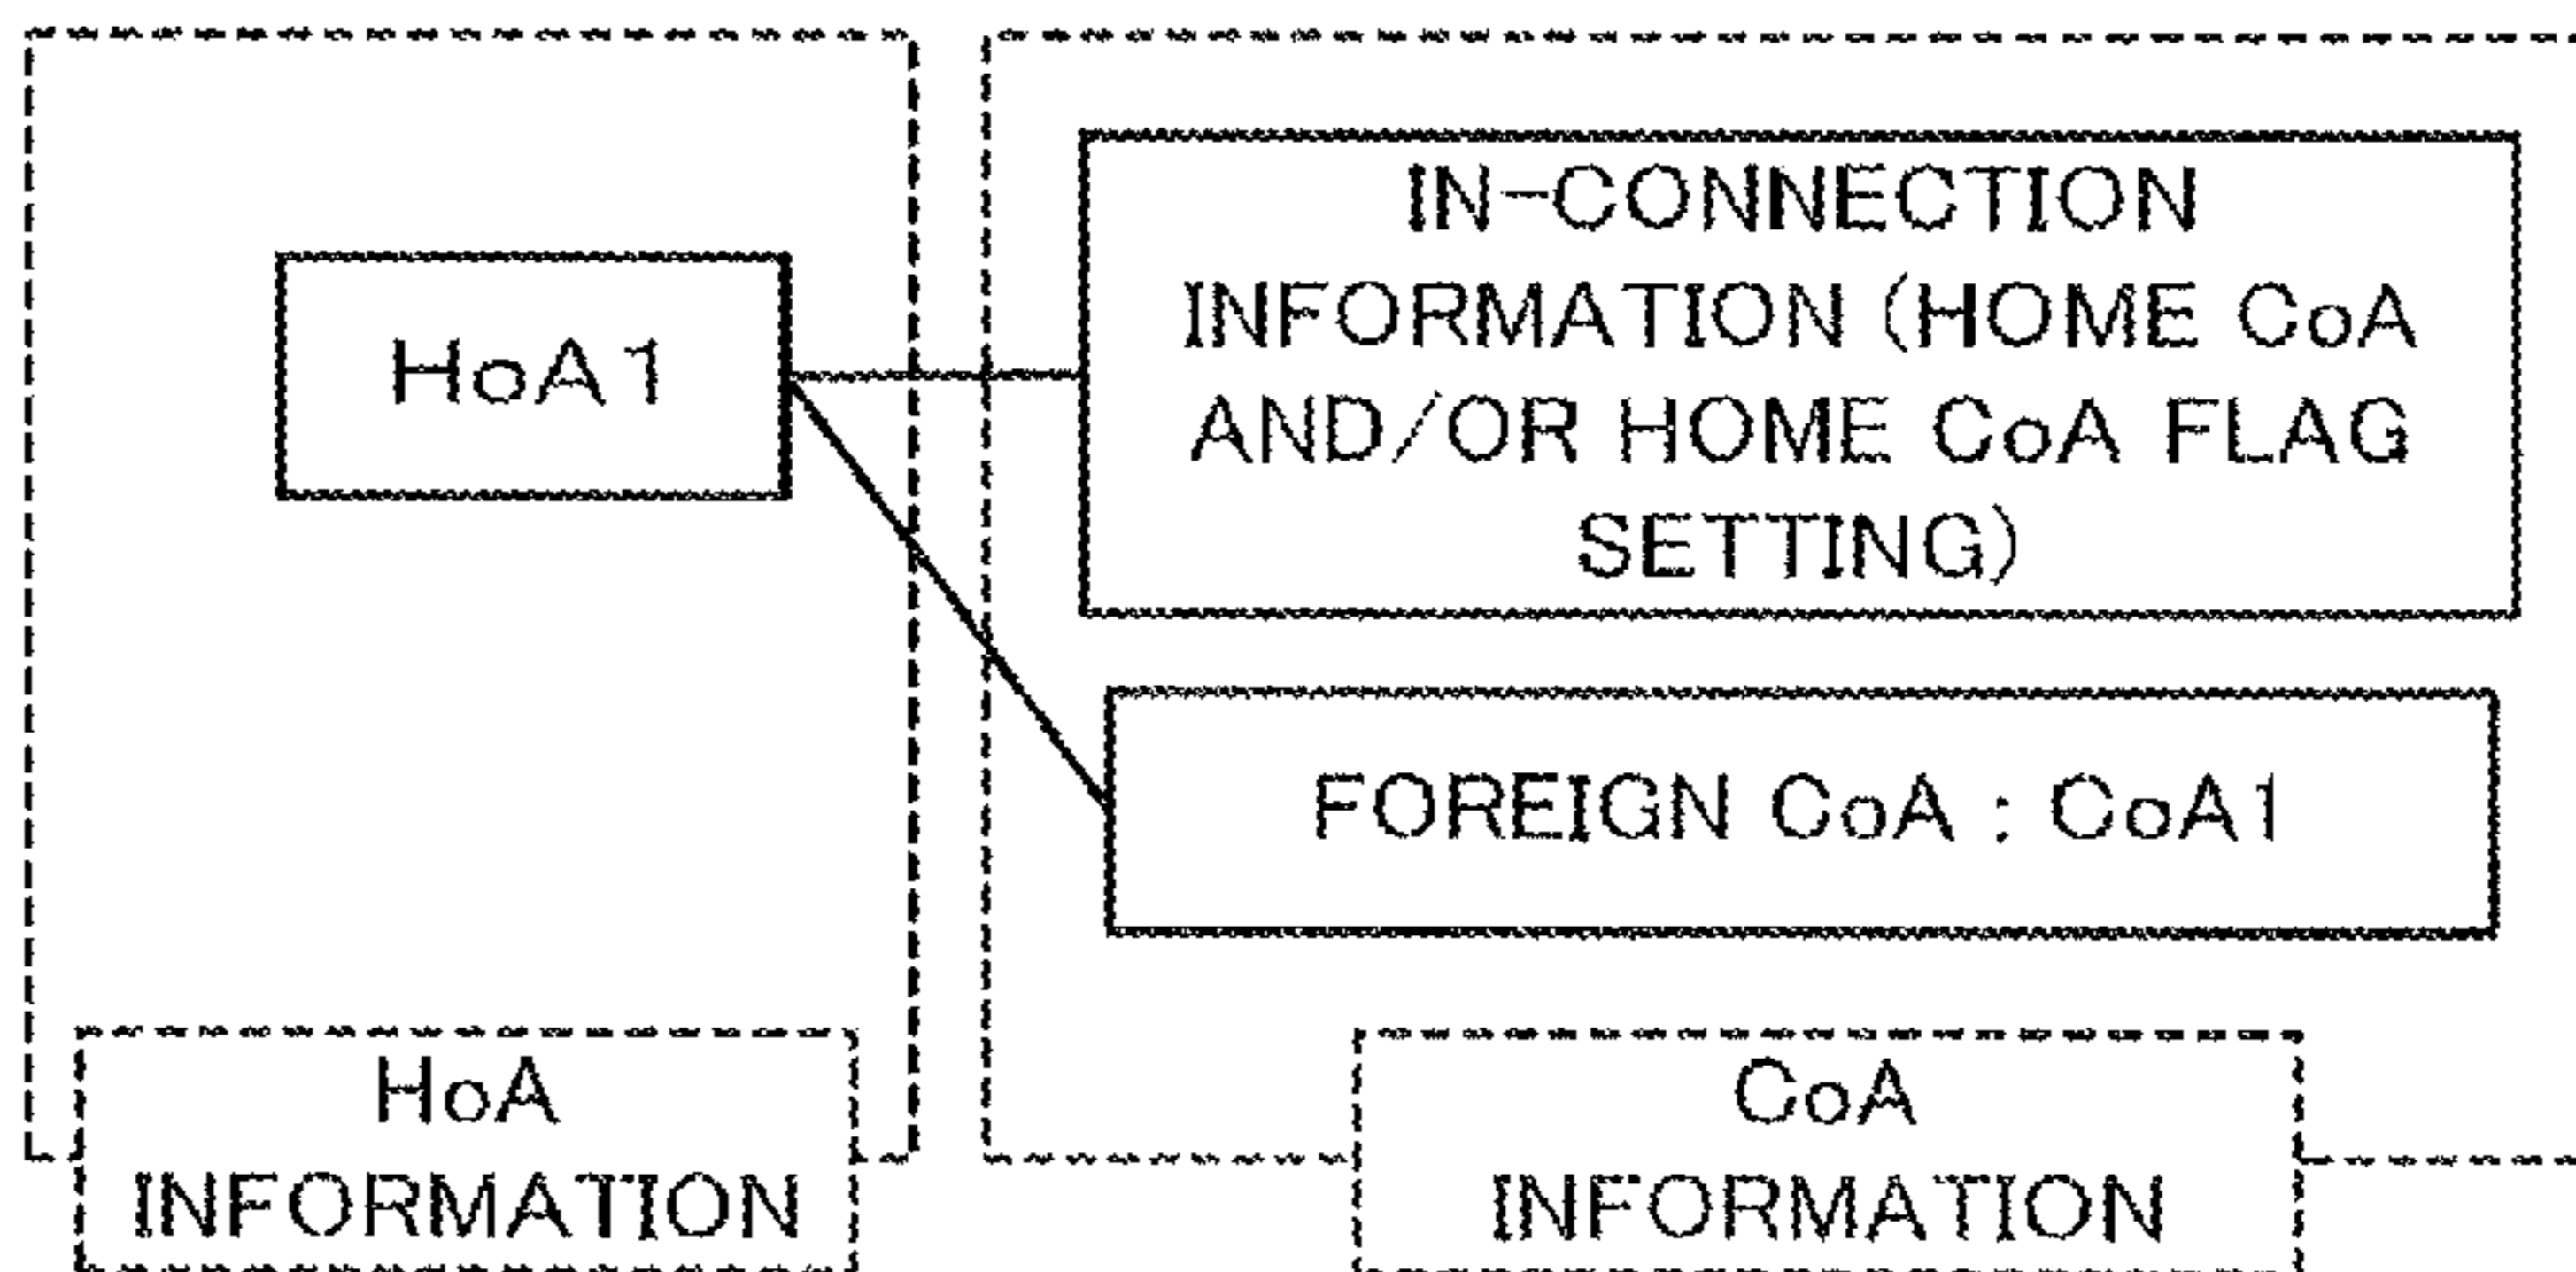 HoA1
IN-CONNECTION
INFORMATION (HOME CoA
AND/OR HOME CoA FLAG
SETTING)
FOREIGN CoA : CoA1
HoA
INFORMATION
CoA
INFORMATION